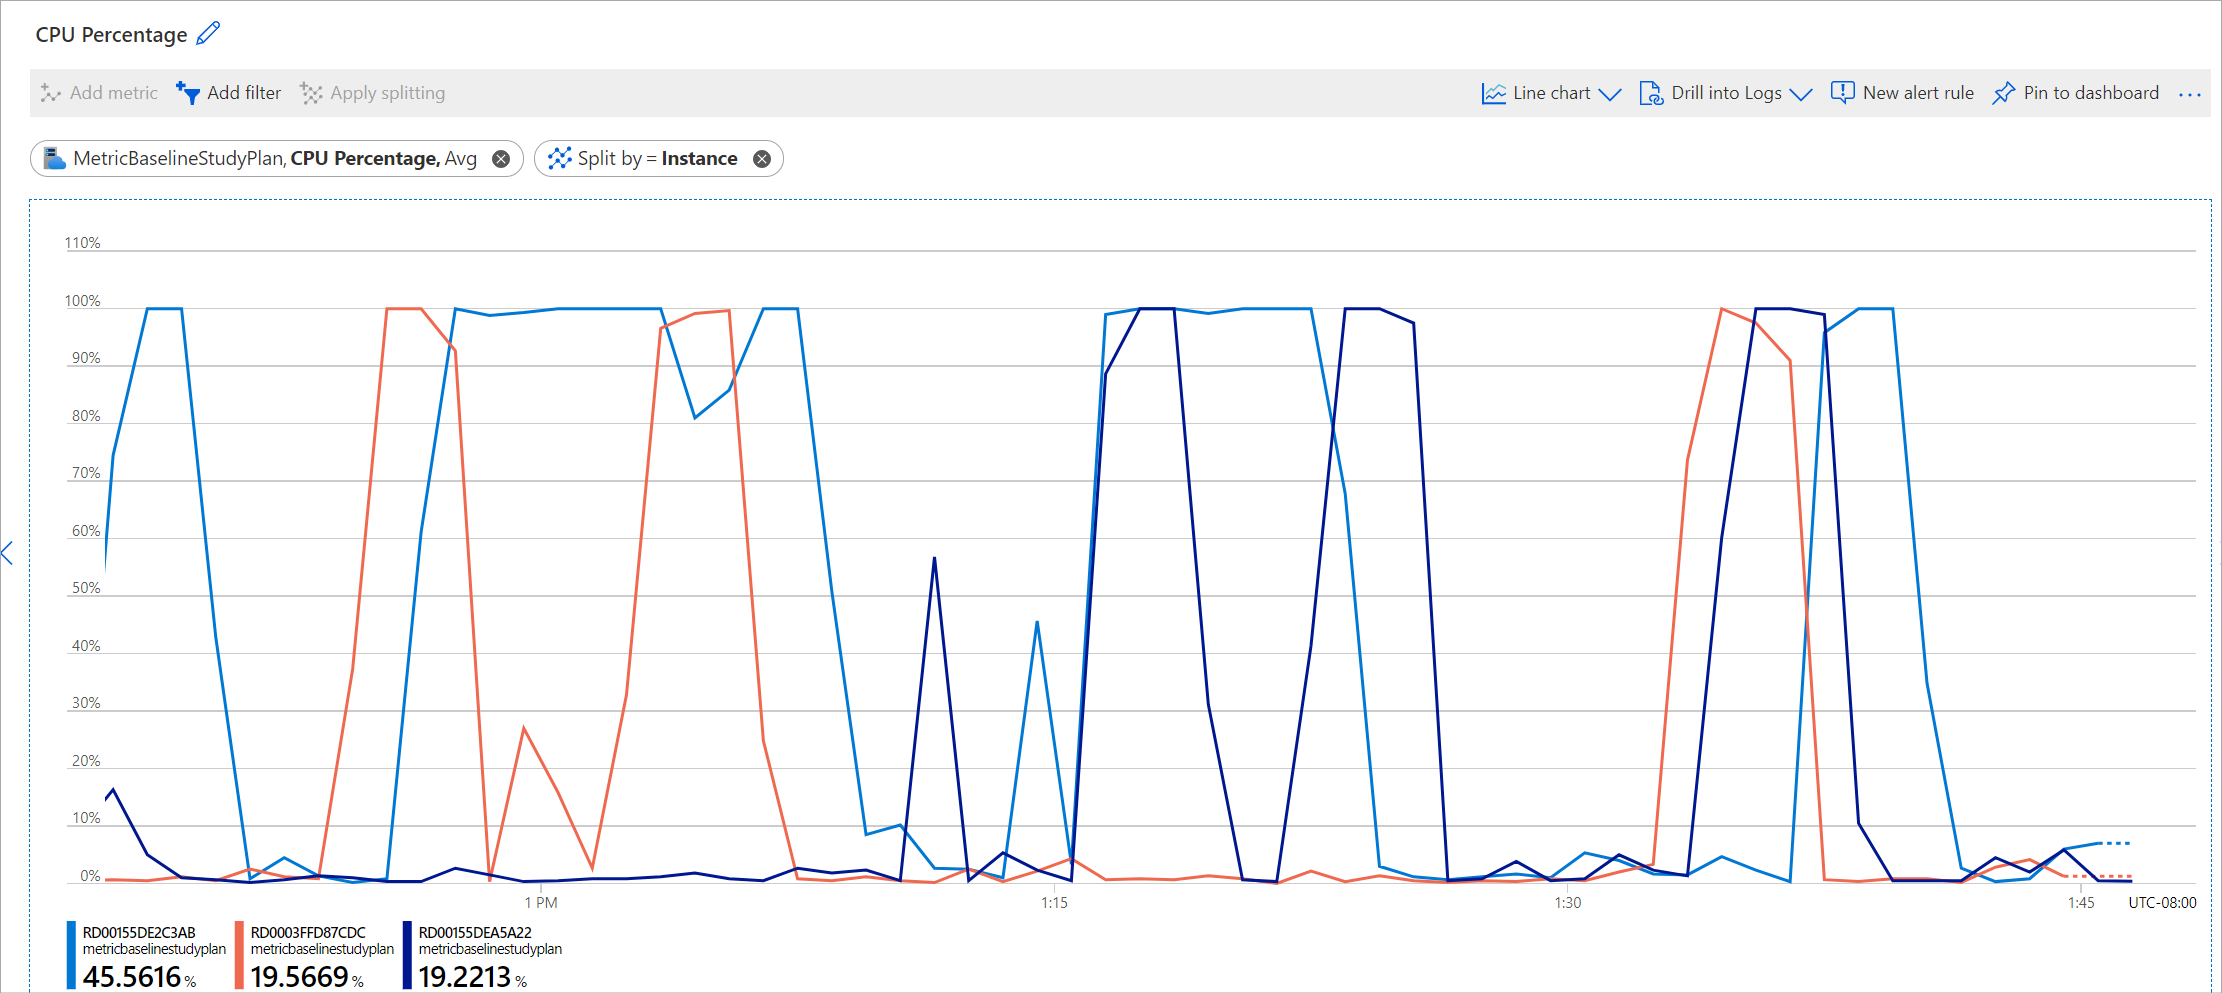 CPU Percentage
Add metric Add filter Apply splitting Line chart Drill into Logs New alert rule Pin to dashboard ...
MetricBaselineStudyPlan, CPU Percentage, Avg Split by = Instance
110%
100%
90%
80%
70%
60%
50%
40%
30%
20%
10%
0%
1 PM 1:15 1:30 1:45 UTC-08:00
RD00155DE2C3AB RD0003FFD87CDC RD00155DEA5A22
metricbaselinestudyplan metricbaselinestudyplan metricbaselinestudyplan
45.5616 % 19.5669 % 19.2213 %